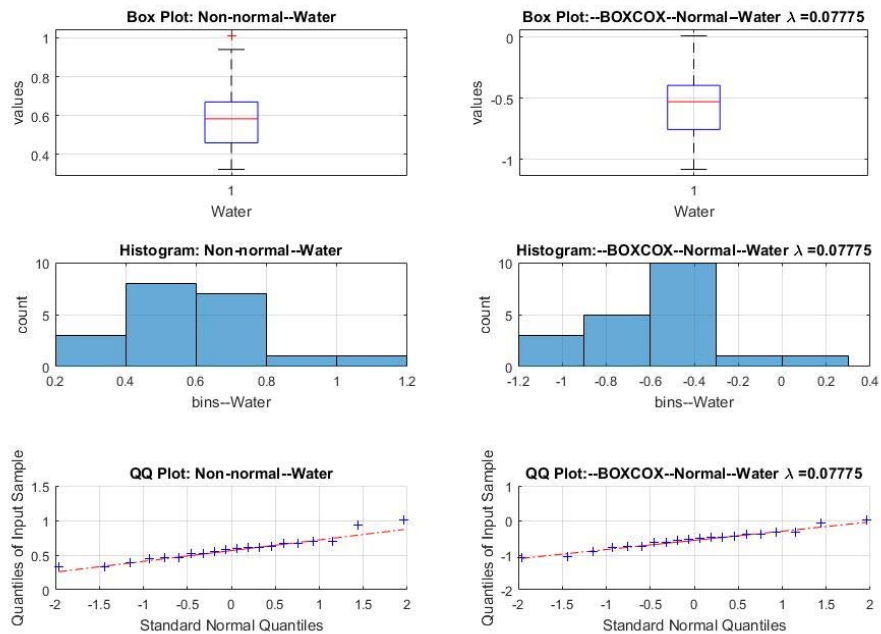 Box Plot: Non-normal--Water
1
0.8
0.6
0.4
values
1
Water
Box Plot:--BOXCOX--Normal--Water λ =0.07775
0
-0.5
-1
values
1
Water
Histogram: Non-normal--Water
10
5
0
count
0.2 0.4 0.6 0.8 1 1.2
bins--Water
Histogram:--BOXCOX--Normal--Water λ =0.07775
10
5
0
count
-1.2 -1 -0.8 -0.6 -0.4 -0.2 0 0.2 0.4
bins--Water
QQ Plot: Non-normal--Water
1.5
1
0.5
0
Quantiles of Input Sample
-2 -1.5 -1 -0.5 0 0.5 1 1.5 2
Standard Normal Quantiles
QQ Plot:--BOXCOX--Normal--Water λ =0.07775
1
0
-1
-2
Quantiles of Input Sample
-2 -1.5 -1 -0.5 0 0.5 1 1.5 2
Standard Normal Quantiles